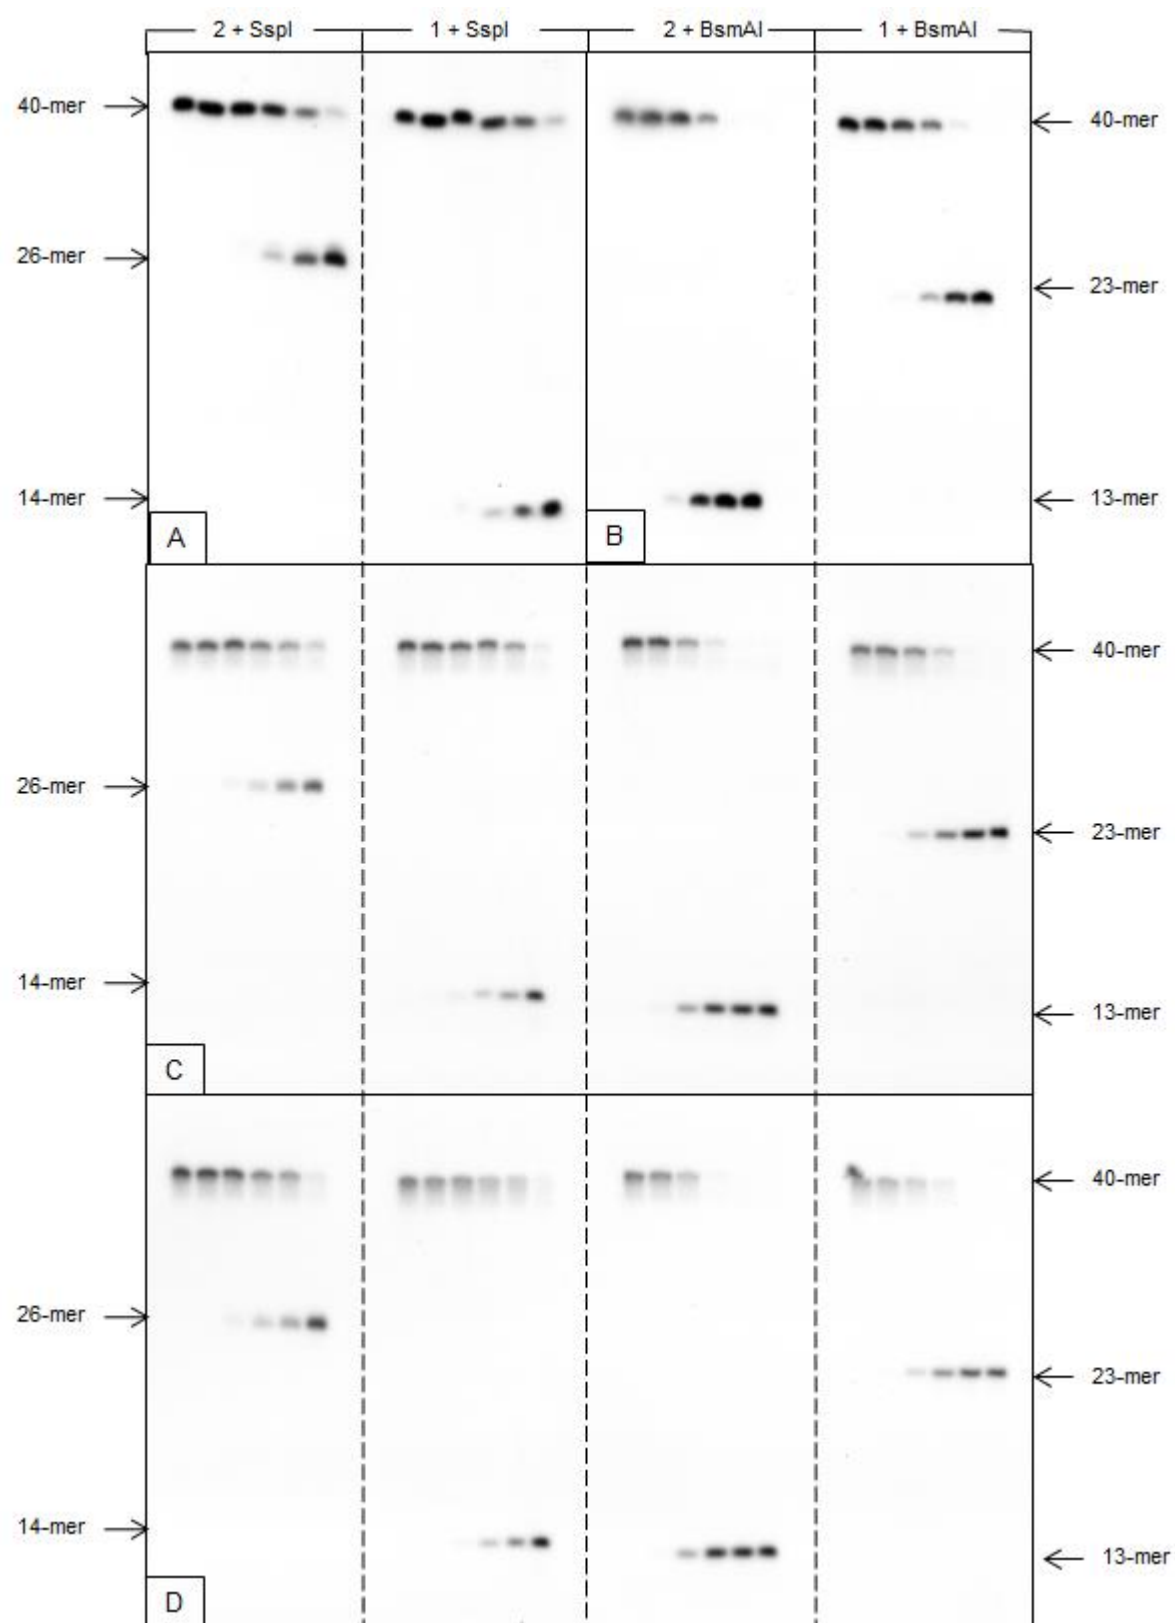 2 + SspI 1 + SspI 2 + BsmAI 1 + BsmAI
40-mer 40-mer
26-mer
23-mer
14-mer 13-mer
A B
40-mer
26-mer
23-mer
14-mer
13-mer
C
40-mer
26-mer
23-mer
14-mer
13-mer
D